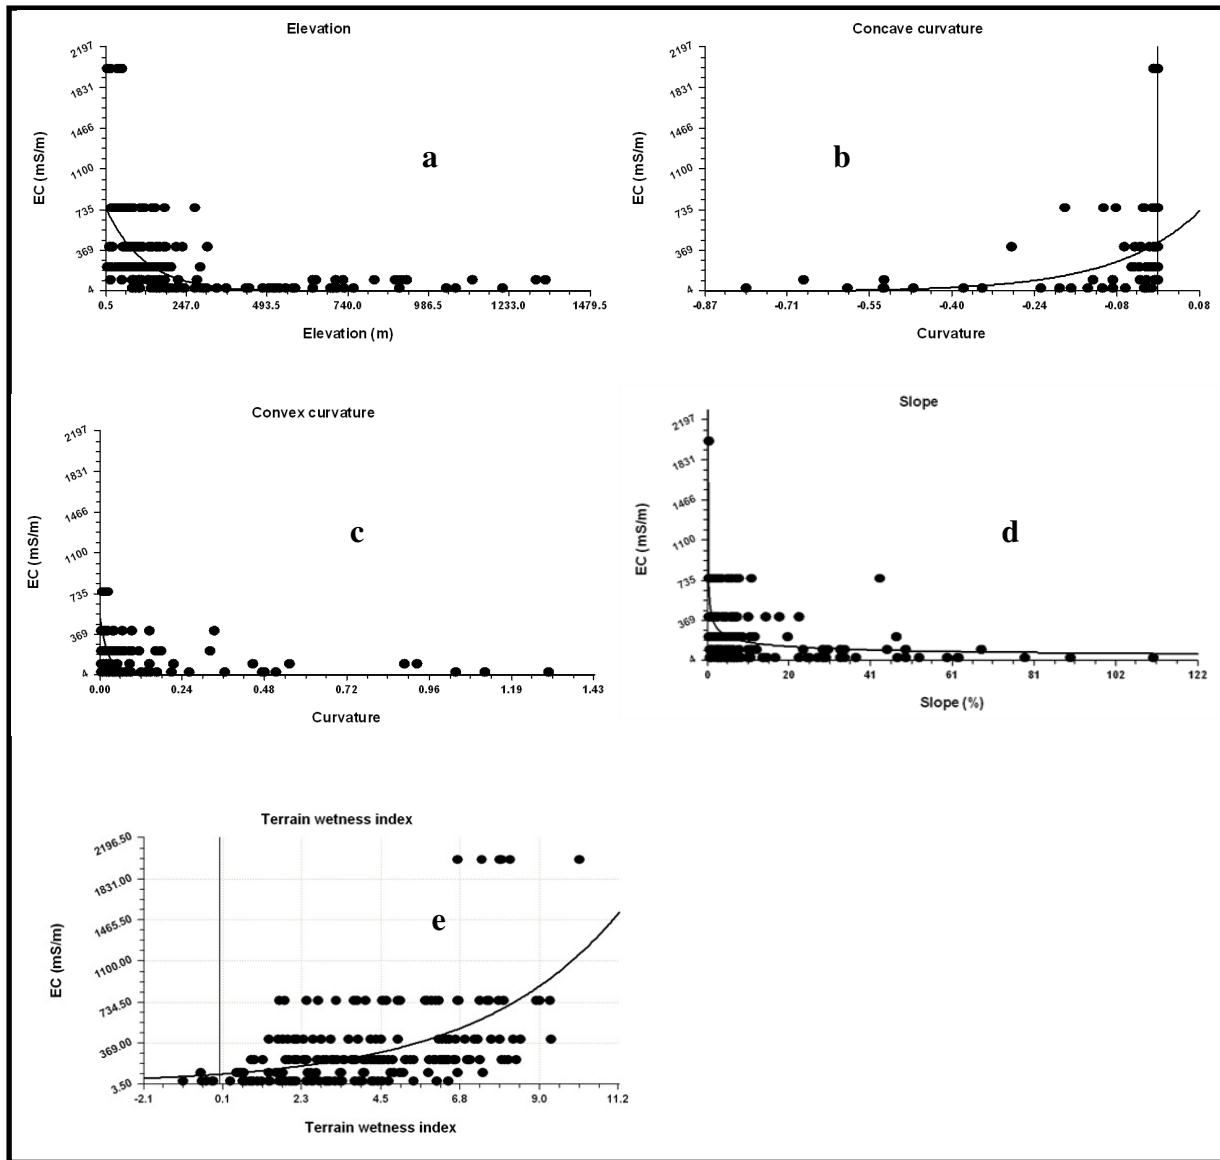 Elevation
2197
1831
1466
1100
735
369
4
EC (mS/m)
a
0.5 247.0 493.5 740.0 986.5 1233.0 1479.5
Elevation (m)
Concave curvature
2197
1831
1466
1100
735
369
4
EC (mS/m)
b
-0.87 -0.71 -0.55 -0.40 -0.24 -0.08 0.08
Curvature
Convex curvature
2197
1831
1466
1100
735
369
4
EC (mS/m)
c
0.00 0.24 0.48 0.72 0.96 1.19 1.43
Curvature
Slope
2197
1831
1466
1100
735
369
4
EC (mS/m)
d
0 20 41 61 81 102 122
Slope (%)
Terrain wetness index
2196.50
1831.00
1465.50
1100.00
734.50
369.00
3.50
EC (mS/m)
e
-2.1 0.1 2.3 4.5 6.8 9.0 11.2
Terrain wetness index